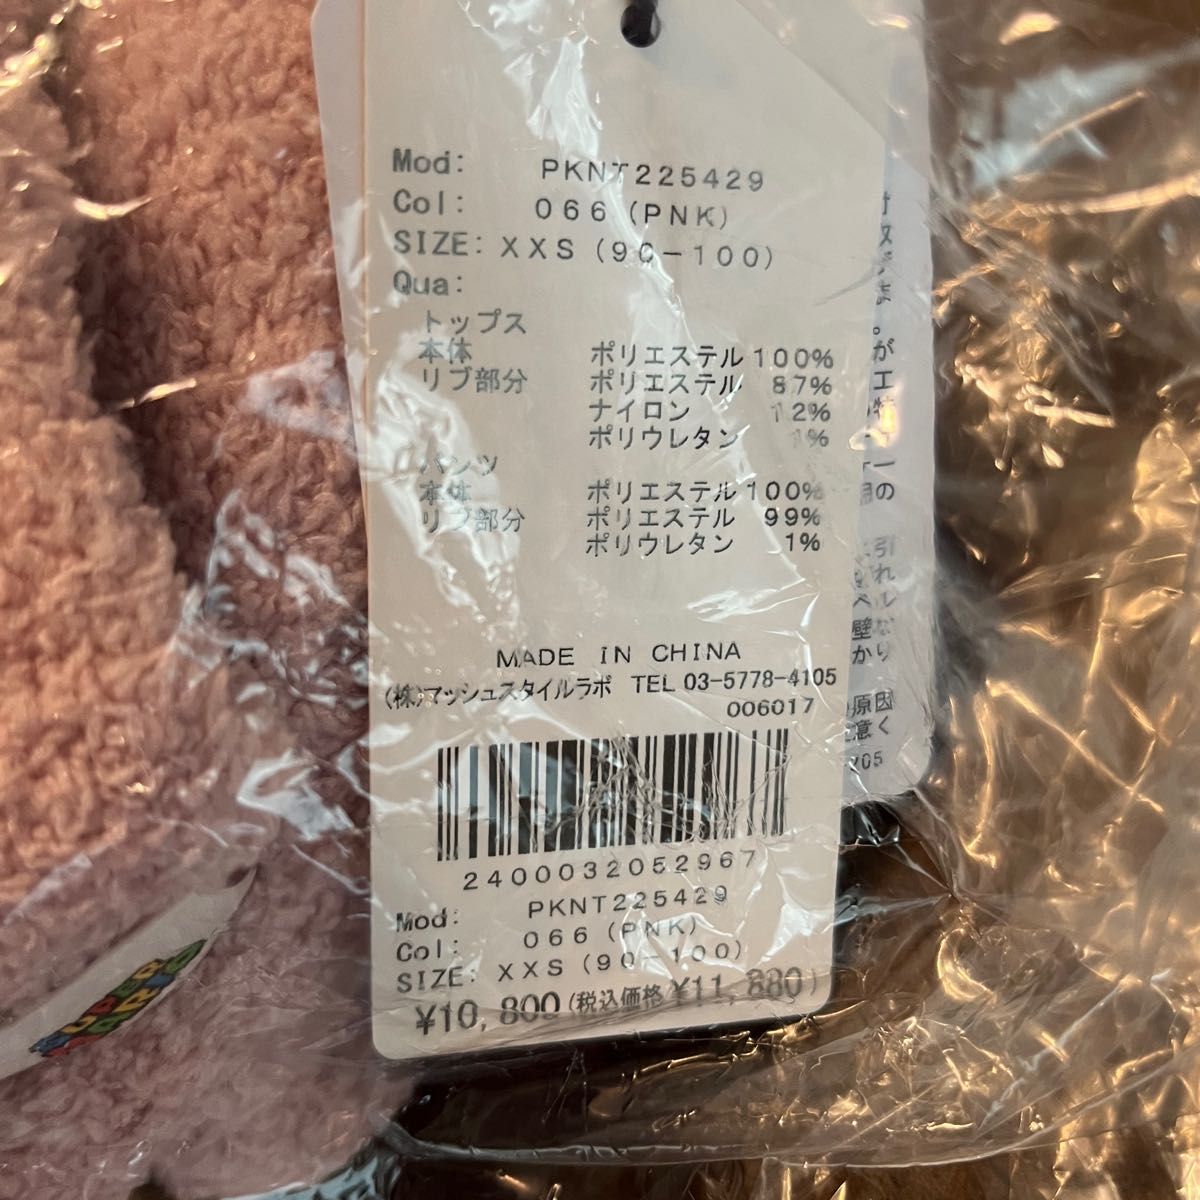 Mod: PKNT225429
Col: 066(PNK)
SIZE: XXS(90-100)
Qua:
トップス
本体 ポリエステル 100%
リブ部分 ポリエステル 87%
ナイロン 12%
ポリウレタン 1%
パンツ
本体 ポリエステル 100%
リブ部分 ポリエステル 99%
ポリウレタン 1%
MADE IN CHINA
(株)マッシュスタイルラボ TEL 03-5778-4105
006017
2400032052967
Mod: PKNT225429
Col: 066(PNK)
SIZE: XXS(90-100)
¥10,800(税込価格¥11,880)
SUPER
MARIO